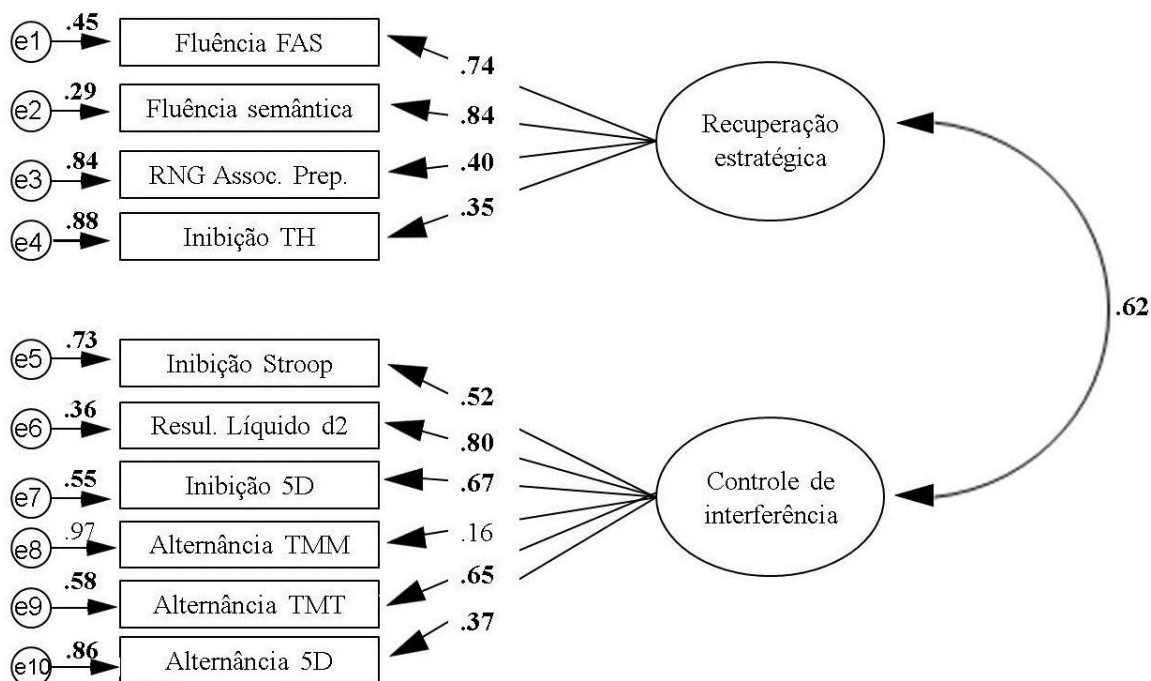 .45
e1
Fluência FAS
.74
.29
e2
Fluência semântica
.84
.84
e3
RNG Assoc. Prep.
.40
.88
e4
Inibição TH
.35
Recuperação
estratégica
.62
.73
e5
Inibição Stroop
.52
.36
e6
Resul. Líquido d2
.80
.55
e7
Inibição 5D
.67
.97
e8
Alternância TMM
.16
.58
e9
Alternância TMT
.65
.86
e10
Alternância 5D
.37
Controle de
interferência